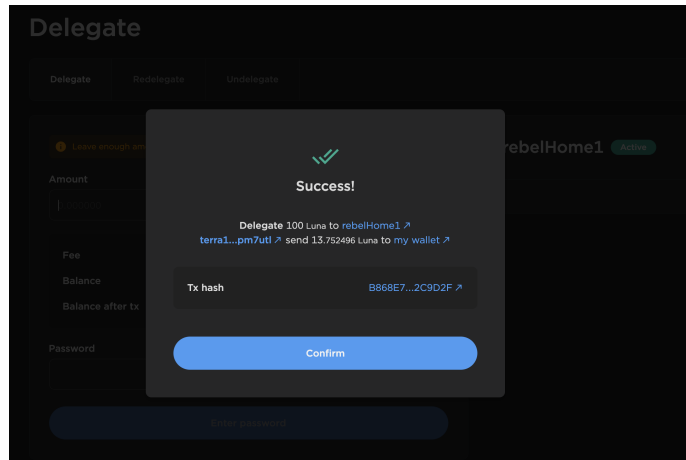 Delegate
Delegate Redelegate Undelegate
Leave enough am
rebelHome1 Active
Amount
Success!
Delegate 100 Luna to rebelHome1 ↗
terra1...pm7utl ↗ send 13.752496 Luna to my wallet ↗
Fee
Balance
Tx hash B868E7...2C9D2F ↗
Balance after tx
Password
Confirm
Enter password